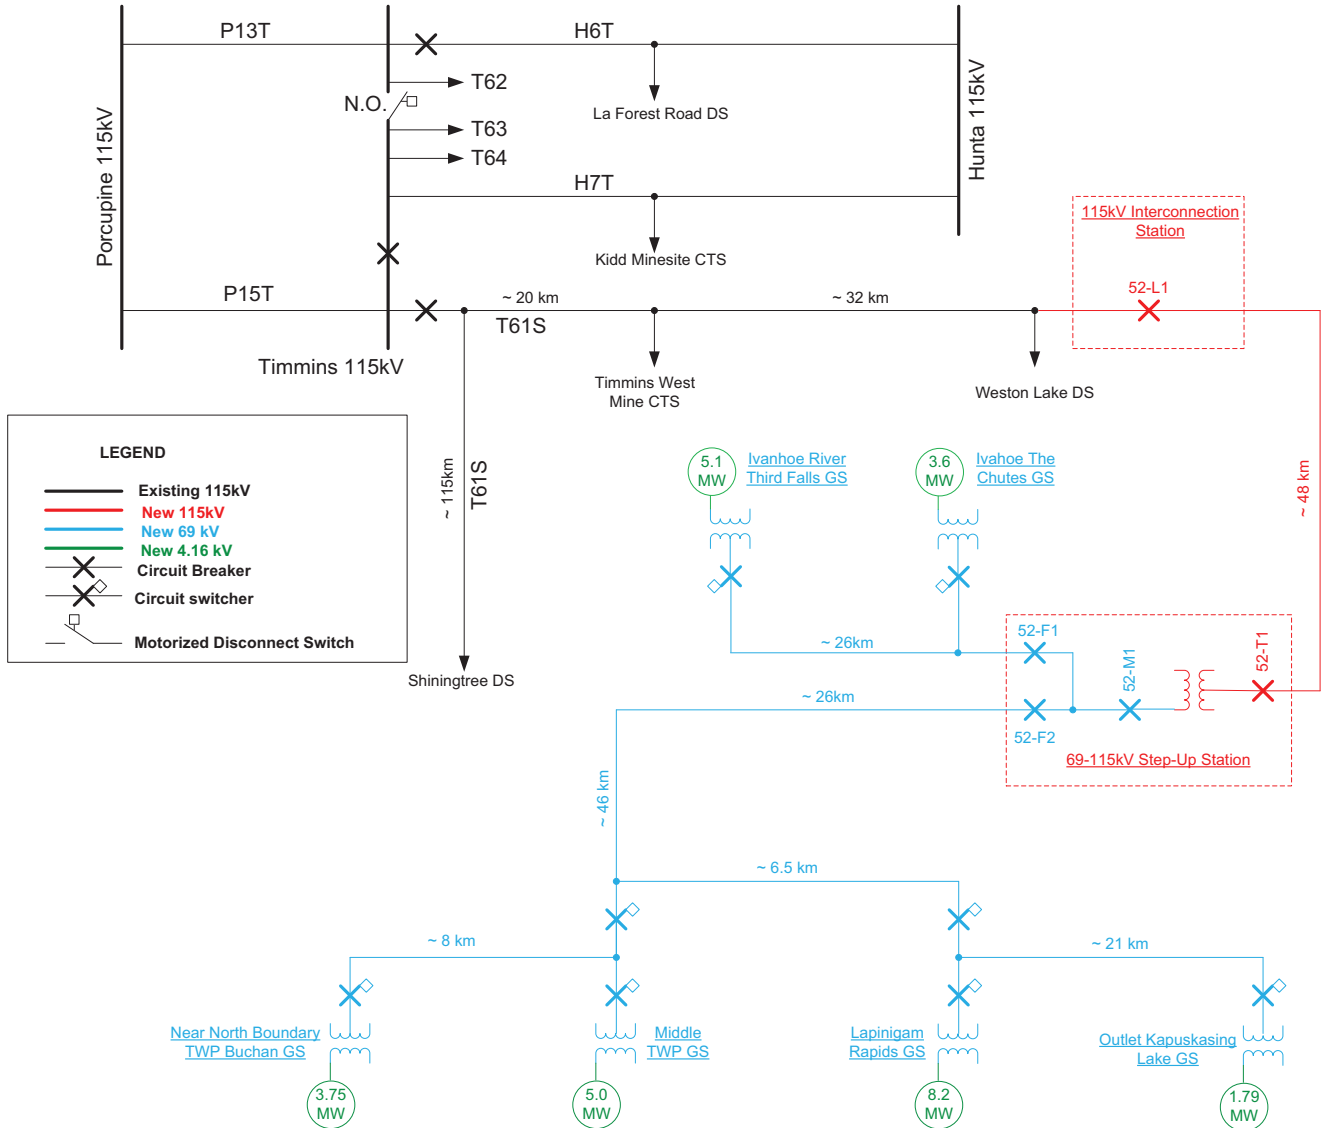 P13T
H6T
T62
N.O.
La Forest Road DS
T63
T64
Porcupine 115kV
Hunta 115kV
H7T
Kidd Minesite CTS
115kV Interconnection
Station
52-L1
P15T
~ 20 km
T61S
~ 32 km
Timmins 115kV
Timmins West
Mine CTS
Weston Lake DS
~ 48 km
~ 115km
T61S
Shiningtree DS
LEGEND
Existing 115kV
New 115kV
New 69 kV
New 4.16 kV
Circuit Breaker
Circuit switcher
Motorized Disconnect Switch
5.1
MW
Ivanhoe River
Third Falls GS
3.6
MW
Ivahoe The
Chutes GS
~ 26km
52-F1
52-M1
52-T1
~ 26km
52-F2
69-115kV Step-Up Station
~ 46 km
~ 6.5 km
~ 8 km
~ 21 km
Near North Boundary
TWP Buchan GS
Middle
TWP GS
Lapinigam
Rapids GS
Outlet Kapuskasing
Lake GS
3.75
MW
5.0
MW
8.2
MW
1.79
MW